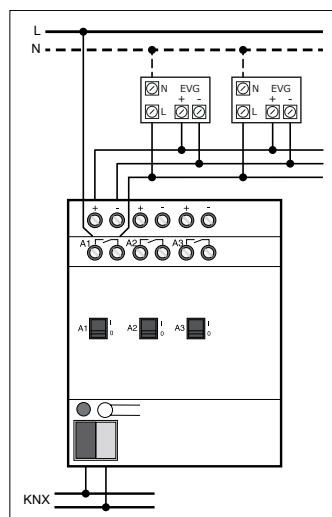 L
N
N EVG N EVG
+ - + -
L L
+ - + - + -
A1 A2 A3
A1 I 0 A2 I 0 A3 I 0
KNX